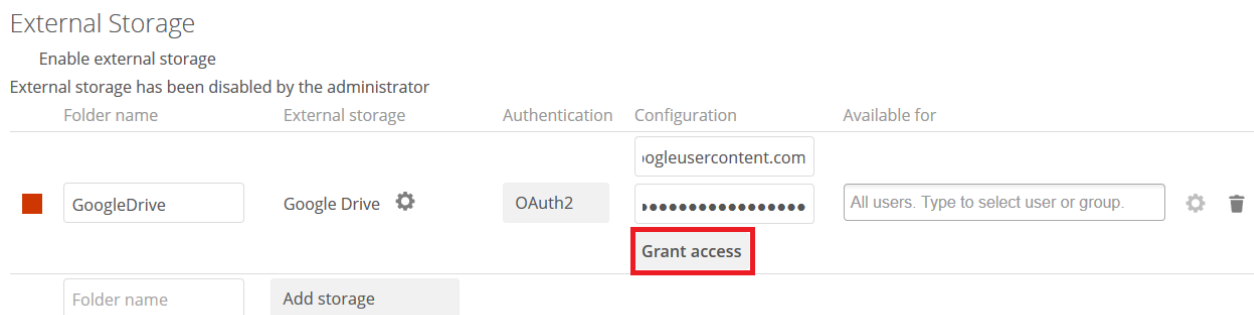 External Storage
Enable external storage
External storage has been disabled by the administrator
Folder name External storage Authentication Configuration Available for
ogleusercontent.com
GoogleDrive Google Drive OAuth2 ••••••••••••••••• All users. Type to select user or group.
Grant access
Folder name Add storage